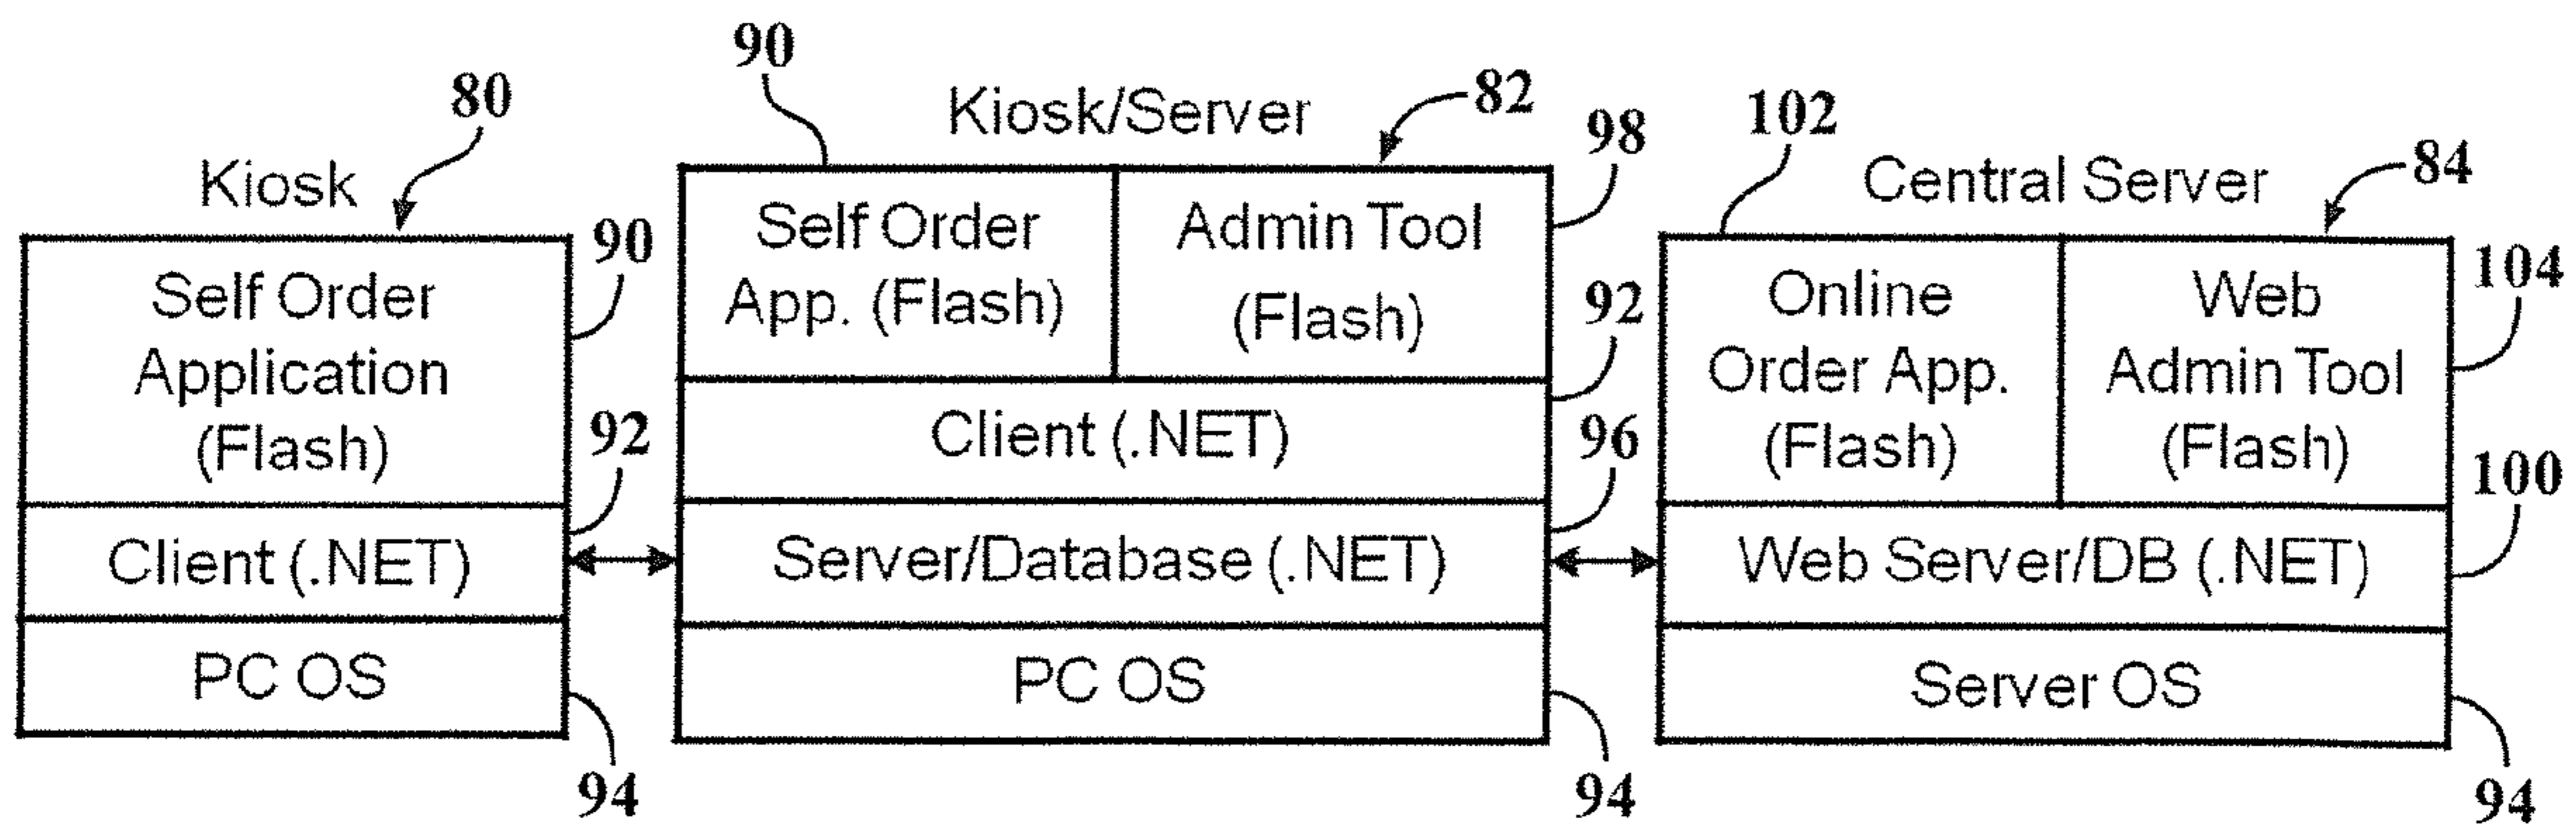 Kiosk
80
Self Order
Application
(Flash)
90
Client (.NET)
92
PC OS
94
Kiosk/Server
82
90
Self Order
App. (Flash)
Admin Tool
(Flash)
98
Client (.NET)
92
Server/Database (.NET)
96
PC OS
94
Central Server
84
102
Online
Order App.
(Flash)
Web
Admin Tool
(Flash)
104
Web Server/DB (.NET)
100
Server OS
94